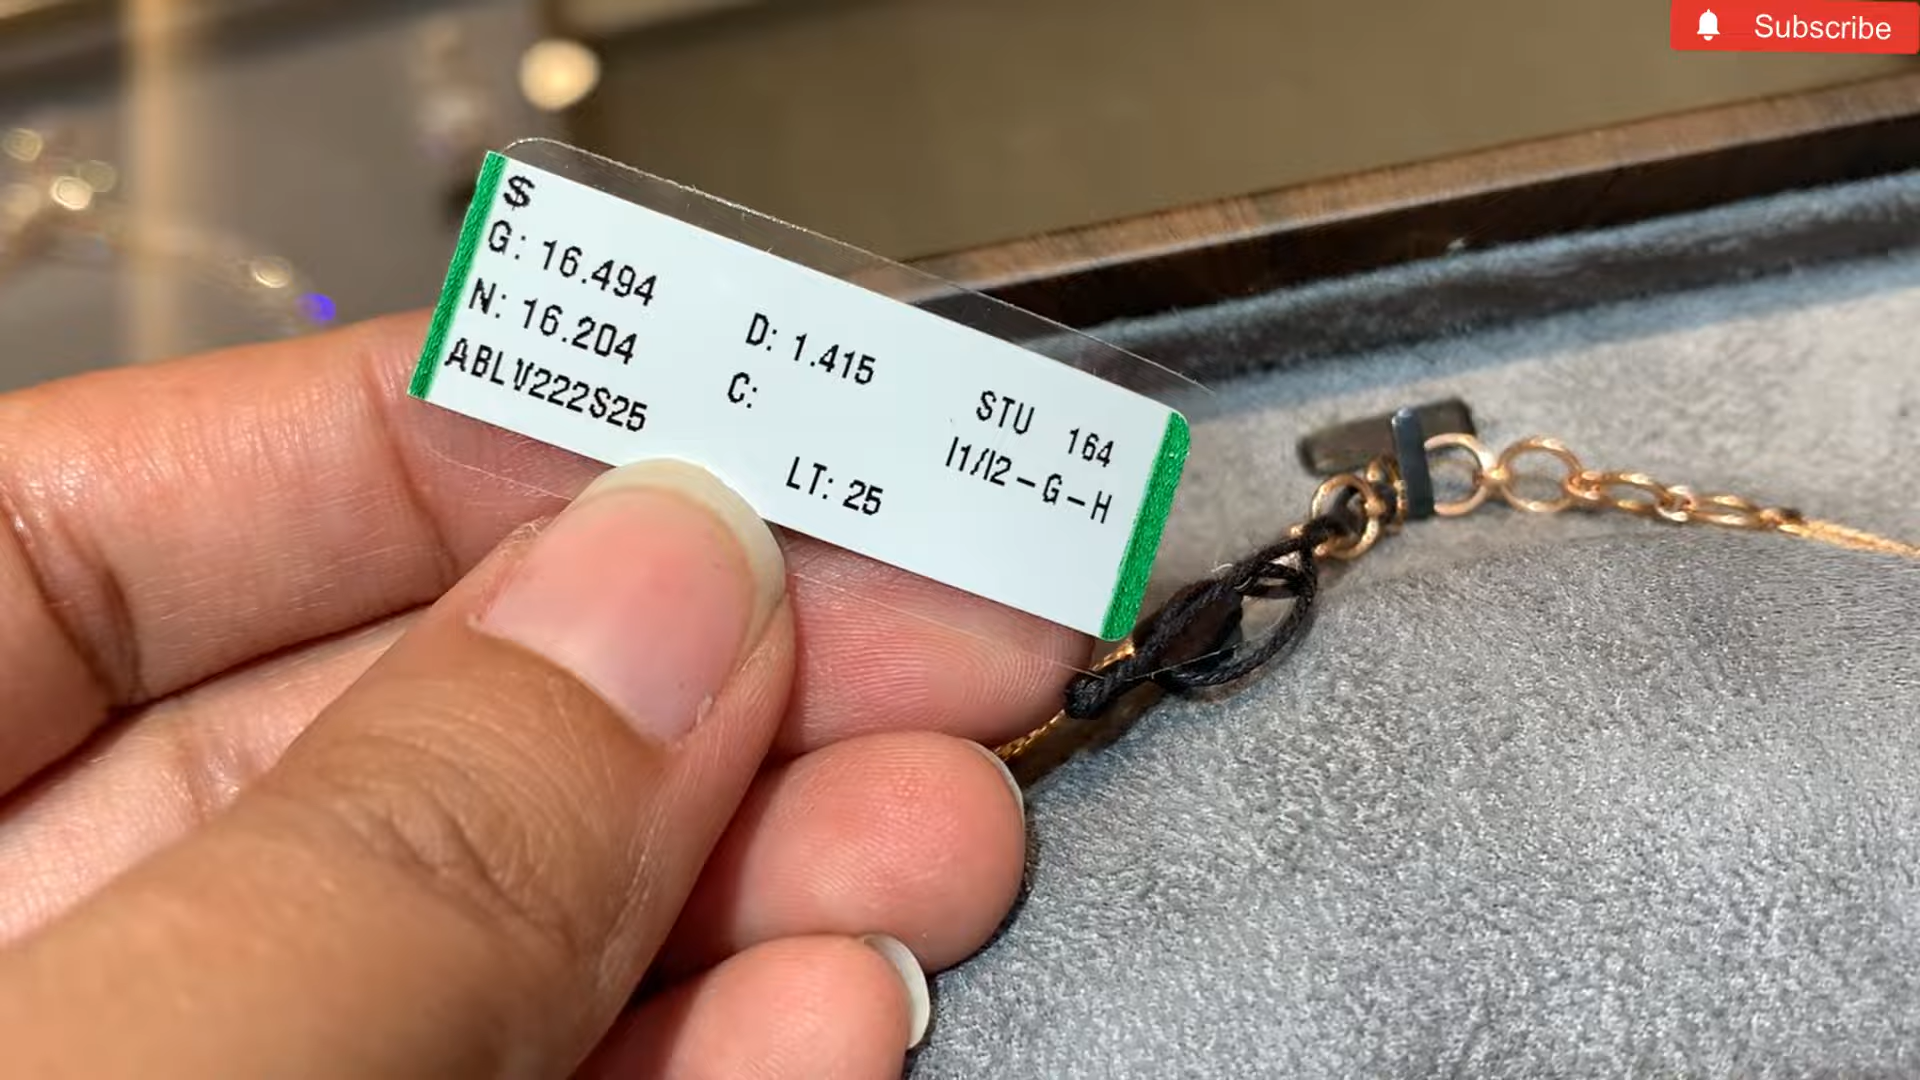 Subscribe
$
G: 16.494
N: 16.204
ABLV222S25
D: 1.415
C:
LT: 25
STU 164
I1/I2-G-H